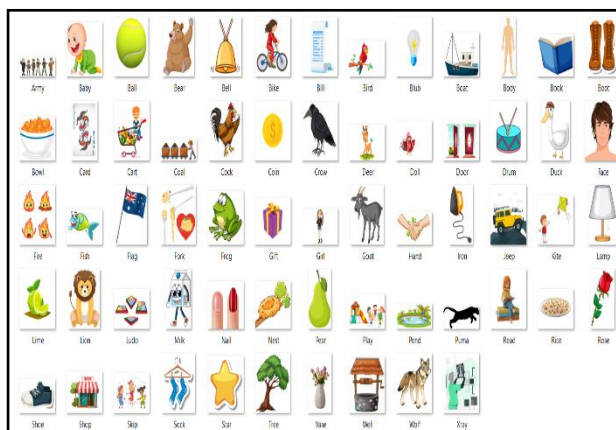 Army Baby Ball Bear Bell Bike Bill Bird Blub Boat Body Book Boot
Bowl Card Cart Coal Cock Coin Crow Deer Doll Door Drum Duck Face
Fire Fish Flag Fork Frog Gift Girl Goat Hand Iron Jeep Kite Lamp
Lime Lion Ludo Milk Nail Nest Pear Play Pond Puma Read Rice Rose
Shoe Shop Skip Sock Star Tree Vase Well Wolf Xray